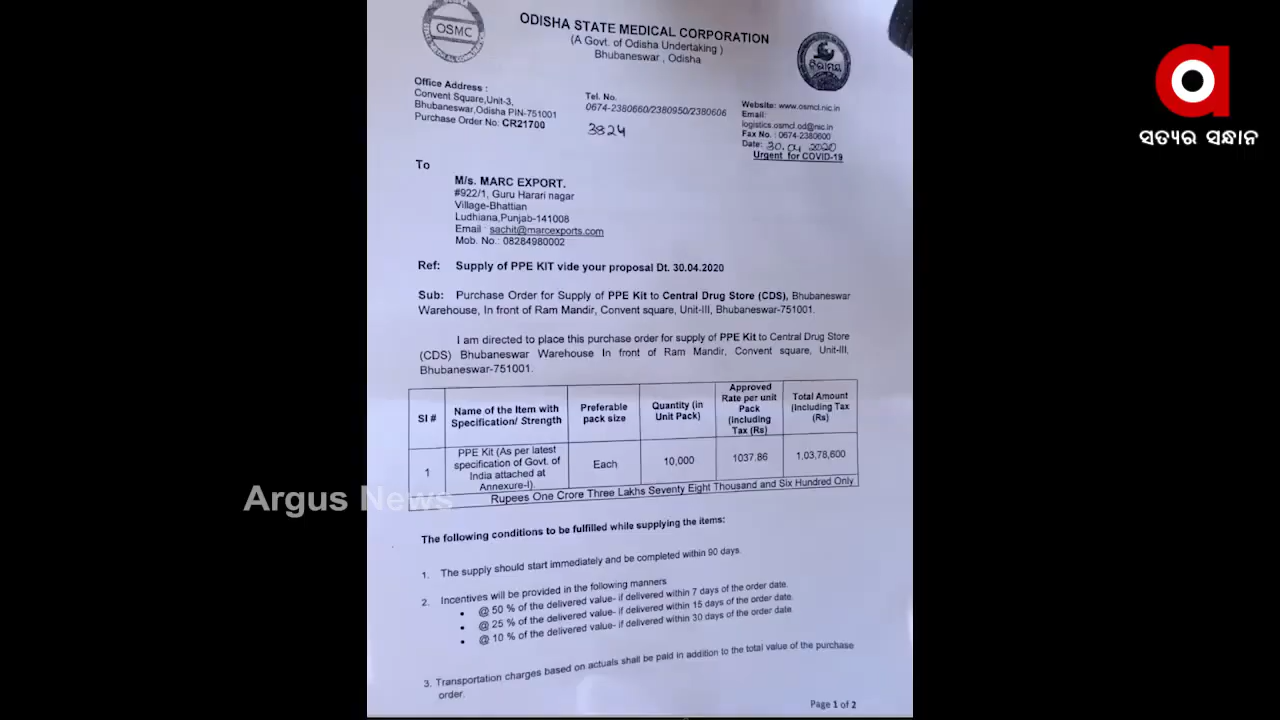 OSMC
ODISHA STATE MEDICAL CORPORATION
(A Govt. of Odisha Undertaking )
Bhubaneswar , Odisha
ନିରାମୟ
ସତ୍ୟର ସନ୍ଧାନ
Office Address :
Convent Square,Unit-3,
Bhubaneswar,Odisha PIN-751001
Purchase Order No: CR21700
Tel. No.
0674-2380660/2380950/2380606
3824
Website: www.osmcl.nic.in
Email:
logistics.osmcl.od@nic.in
Fax No. : 0674-2380600
Date: 30.04 2020
Urgent for COVID-19
To
M/s. MARC EXPORT.
#922/1, Guru Harari nagar
Village-Bhattian
Ludhiana,Punjab-141008
Email : sachit@marcexports.com
Mob. No.: 08284980002
Ref: Supply of PPE KIT vide your proposal Dt. 30.04.2020
Sub: Purchase Order for Supply of PPE Kit to Central Drug Store (CDS), Bhubaneswar
Warehouse, In front of Ram Mandir, Convent square, Unit-III, Bhubaneswar-751001.
I am directed to place this purchase order for supply of PPE Kit to Central Drug Store
(CDS) Bhubaneswar Warehouse In front of Ram Mandir, Convent square, Unit-III,
Bhubaneswar-751001.
Sl #
Name of the Item with
Specification/ Strength
Preferable
pack size
Quantity (in
Unit Pack)
Approved
Rate per unit
Pack
(Including
Tax (Rs)
Total Amount
(Including Tax
(Rs)
1
PPE Kit (As per latest
specification of Govt. of
India attached at
Annexure-I).
Each
10,000
1037.86
1,03,78,600
Rupees One Crore Three Lakhs Seventy Eight Thousand and Six Hundred Only
Argus News
The following conditions to be fulfilled while supplying the items:
1. The supply should start immediately and be completed within 90 days.
2. Incentives will be provided in the following manners
• @ 50 % of the delivered value- if delivered within 7 days of the order date.
• @ 25 % of the delivered value- if delivered within 15 days of the order date.
• @ 10 % of the delivered value- if delivered within 30 days of the order date.
3. Transportation charges based on actuals shall be paid in addition to the total value of the purchase
order.
Page 1 of 2